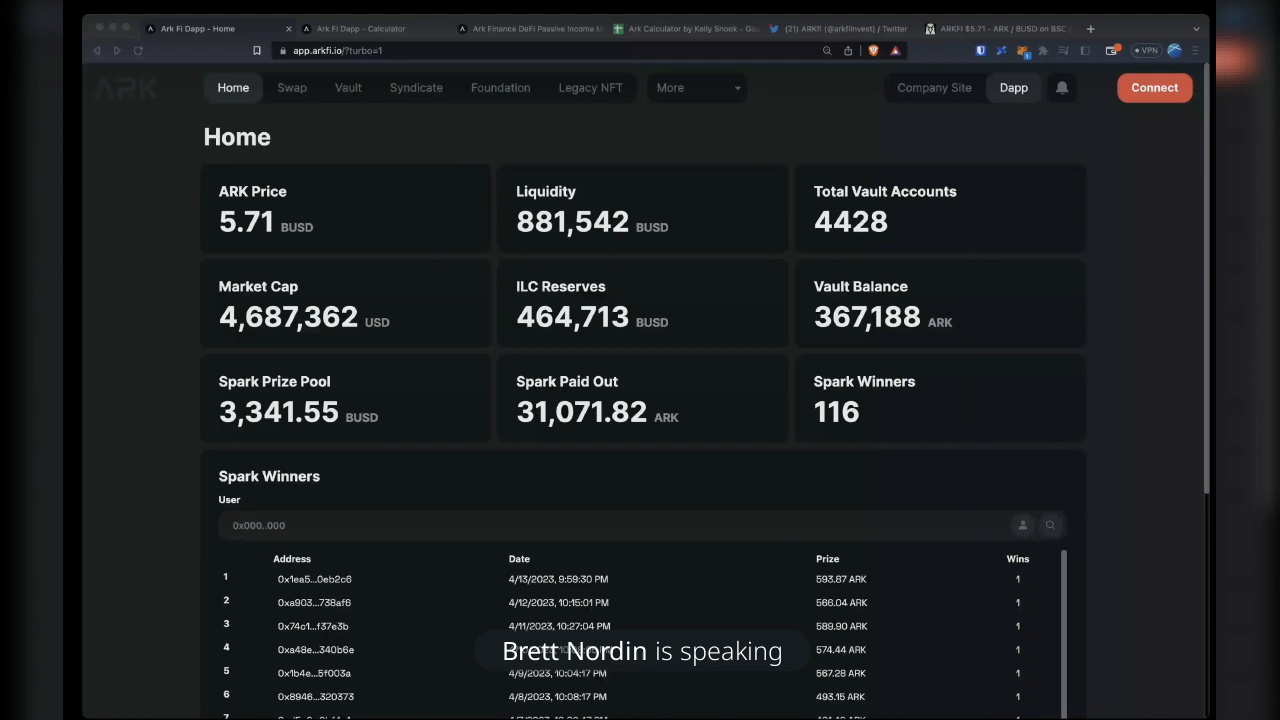 Ark Fi Dapp - Home
Ark Fi Dapp - Calculator
Ark Finance DeFi Passive Income
Ark Calculator by Kelly Snook - Go
(21) ARKfi (@arkfiinvest) / Twitter
ARKFI $5.71 - ARK / BUSD on BSC
app.arkfi.io/?turbo=1
VPN
ARK
Home
Swap
Vault
Syndicate
Foundation
Legacy NFT
More
Company Site
Dapp
Connect
Home
ARK Price
5.71 BUSD
Liquidity
881,542 BUSD
Total Vault Accounts
4428
Market Cap
4,687,362 USD
ILC Reserves
464,713 BUSD
Vault Balance
367,188 ARK
Spark Prize Pool
3,341.55 BUSD
Spark Paid Out
31,071.82 ARK
Spark Winners
116
Spark Winners
User
0x000..000
Address Date Prize Wins
1 0x1ea5...0eb2c6 4/13/2023, 9:59:30 PM 593.87 ARK 1
2 0xa903...738af6 4/12/2023, 10:15:01 PM 566.04 ARK 1
3 0x74c1...f37e3b 4/11/2023, 10:27:04 PM 589.90 ARK 1
4 0xa48e...340b6e 574.44 ARK 1
Brett Nordin is speaking
5 0x1b4e...5f003a 4/9/2023, 10:04:17 PM 567.28 ARK 1
6 0x8946...320373 4/8/2023, 10:08:17 PM 493.15 ARK 1